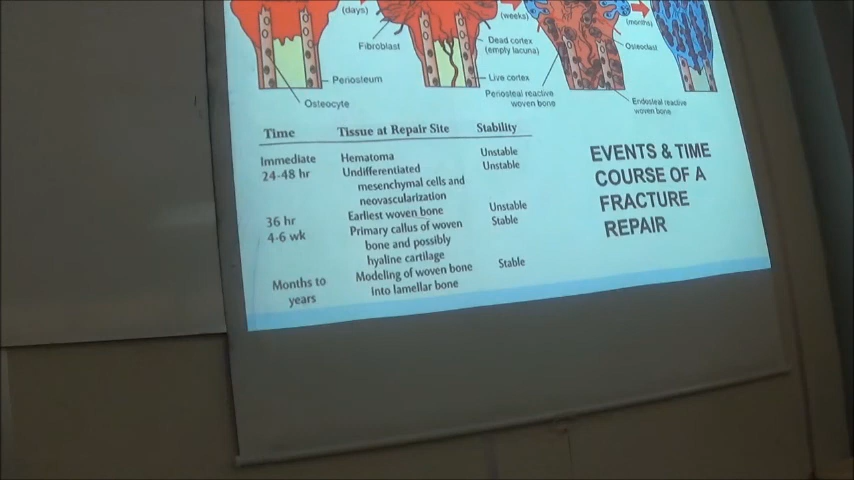 (days)
(weeks)
(months)
Fibroblast
Dead cortex
(empty lacuna)
Osteoclast
Periosteum
Live cortex
Osteocyte
Periosteal reactive
woven bone
Endosteal reactive
woven bone
Time Tissue at Repair Site Stability
Immediate Hematoma Unstable
24-48 hr Undifferentiated Unstable
mesenchymal cells and
neovascularization
36 hr Earliest woven bone Unstable
4-6 wk Primary callus of woven Stable
bone and possibly
hyaline cartilage
Months to Modeling of woven bone Stable
years into lamellar bone
EVENTS & TIME
COURSE OF A
FRACTURE
REPAIR